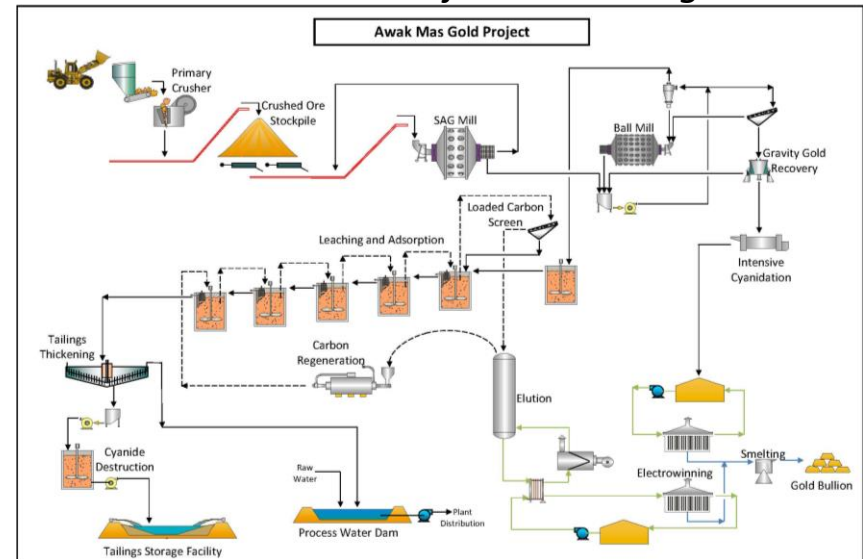 Awak Mas Gold Project
Primary
Crusher
Crushed Ore
Stockpile
SAG Mill
Ball Mill
Gravity Gold
Recovery
Loaded Carbon
Screen
Leaching and Adsorption
Intensive
Cyanidation
Tailings
Thickening
Carbon
Regeneration
Elution
Cyanide
Destruction
Raw
Water
Electrowinning
Smelting
Gold Bullion
Plant
Distribution
Process Water Dam
Tailings Storage Facility